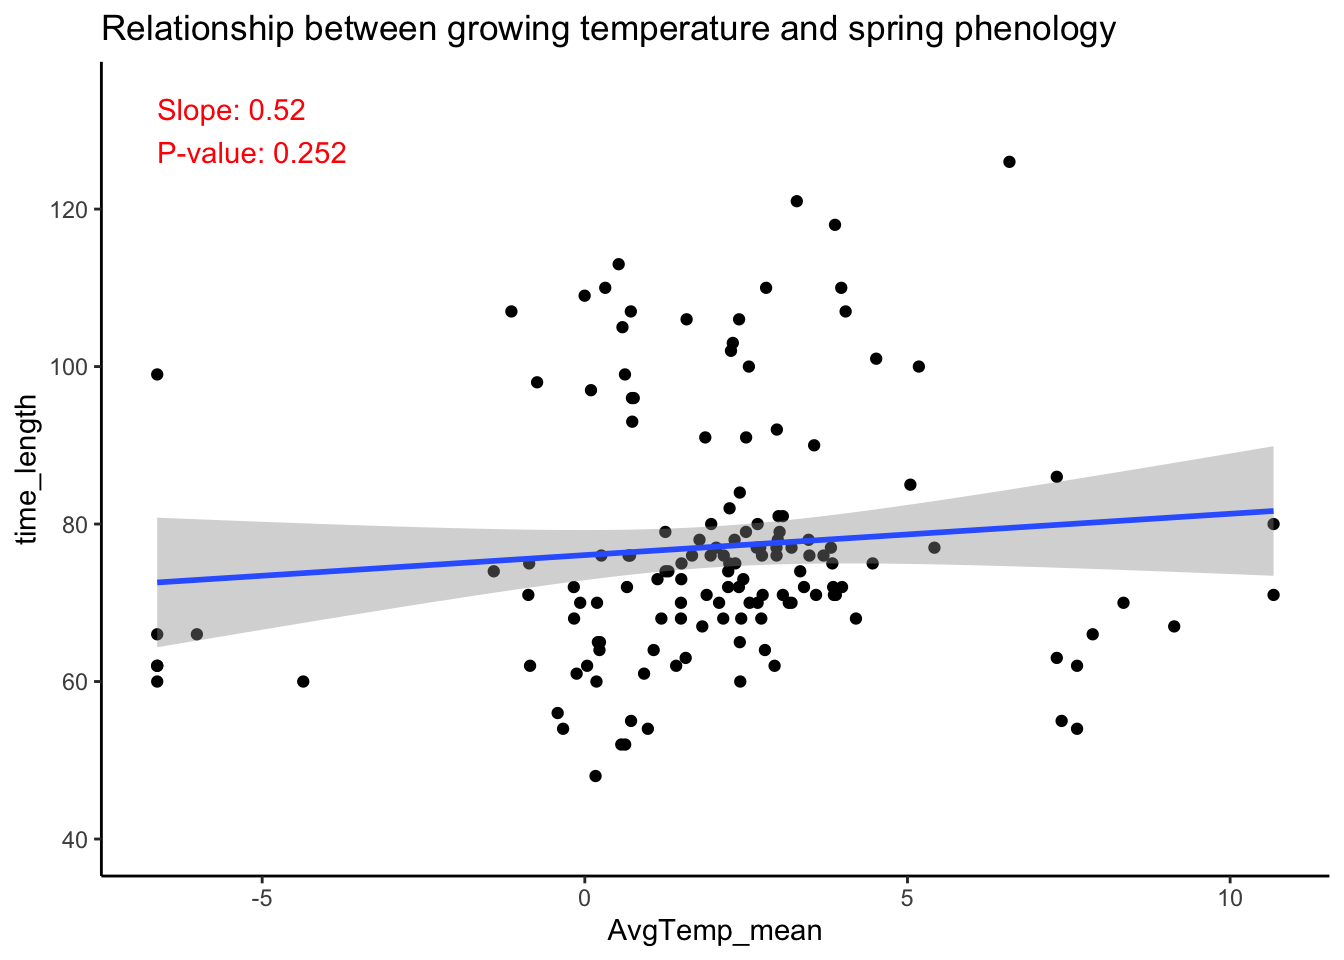 Relationship between growing temperature and spring phenology
Slope: 0.52
P-value: 0.252
120
100
80
60
40
time_length
-5
0
5
10
AvgTemp_mean